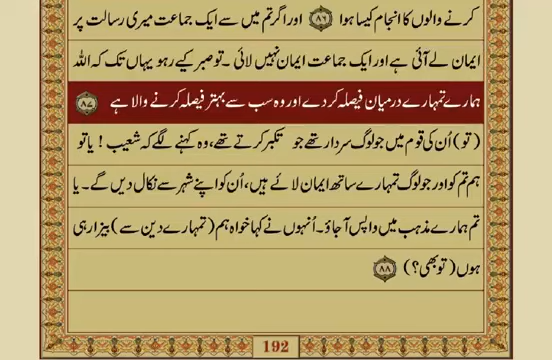 کرنے والوں کا انجام کیسا ہوا ﴿۸۶﴾ اور اگر تم میں سے ایک جماعت میری رسالت پر
ایمان لے آئی ہے اور ایک جماعت ایمان نہیں لائی ۔تو صبر کیے رہو یہاں تک کہ اللہ
ہمارے تمہارے درمیان فیصلہ کر دے اور وہ سب سے بہتر فیصلہ کرنے والا ہے ﴿۸۷﴾
(تو) اُن کی قوم میں جو لوگ سردار تھے جو تکبر کرتے تھے، وہ کہنے لگے کہ شعیب! یا تو
ہم تم کو اور جو لوگ تمہارے ساتھ ایمان لائے ہیں، اُن کو اپنے شہر سے نکال دیں گے۔ یا
تم ہمارے مذہب میں واپس آ جاؤ۔ اُنہوں نے کہا خواہ ہم (تمہارے دین سے) بیزار ہی
ہوں (تو بھی؟) ﴿۸۸﴾
192